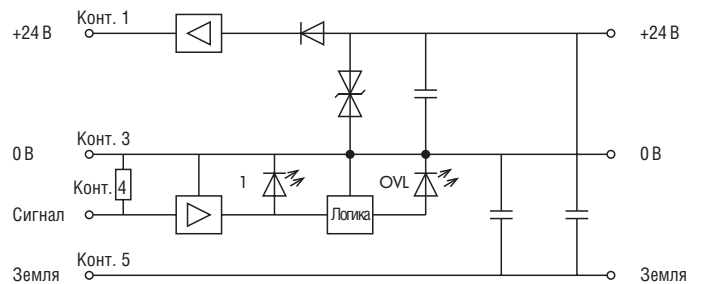 Конт. 1
+24 В
+24 В
Конт. 3
0 В
0 В
Конт. 4
1
OVL
Сигнал
Логика
Конт. 5
Земля
Земля